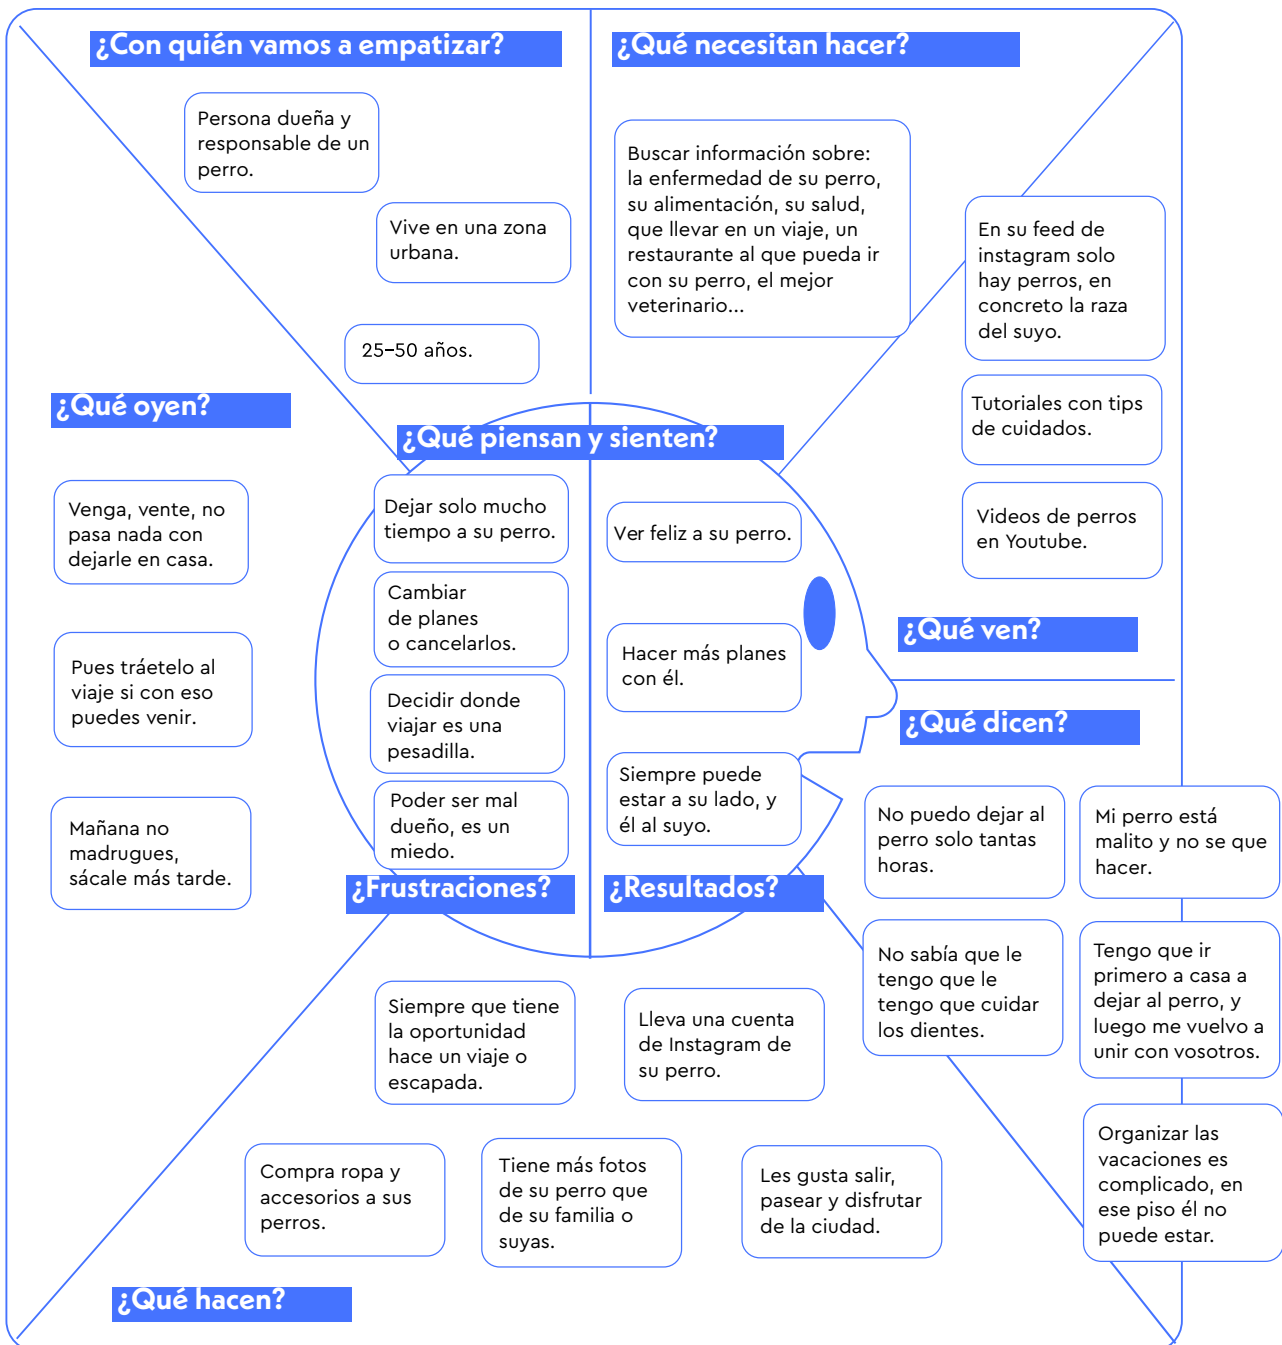 ¿Con quién vamos a empatizar?
Persona dueña y
responsable de un
perro.
Vive en una zona
urbana.
25–50 años.
¿Qué necesitan hacer?
Buscar información sobre:
la enfermedad de su perro,
su alimentación, su salud,
que llevar en un viaje, un
restaurante al que pueda ir
con su perro, el mejor
veterinario...
En su feed de
instagram solo
hay perros, en
concreto la raza
del suyo.
Tutoriales con tips
de cuidados.
Videos de perros
en Youtube.
¿Qué ven?
¿Qué oyen?
Venga, vente, no
pasa nada con
dejarle en casa.
Pues tráetelo al
viaje si con eso
puedes venir.
Mañana no
madrugues,
sácale más tarde.
¿Qué piensan y sienten?
Dejar solo mucho
tiempo a su perro.
Cambiar
de planes
o cancelarlos.
Decidir donde
viajar es una
pesadilla.
Poder ser mal
dueño, es un
miedo.
¿Frustraciones?
Ver feliz a su perro.
Hacer más planes
con él.
Siempre puede
estar a su lado, y
él al suyo.
¿Resultados?
¿Qué dicen?
No puedo dejar al
perro solo tantas
horas.
Mi perro está
malito y no se que
hacer.
No sabía que le
tengo que le
tengo que cuidar
los dientes.
Tengo que ir
primero a casa a
dejar al perro, y
luego me vuelvo a
unir con vosotros.
Organizar las
vacaciones es
complicado, en
ese piso él no
puede estar.
Siempre que tiene
la oportunidad
hace un viaje o
escapada.
Lleva una cuenta
de Instagram de
su perro.
Compra ropa y
accesorios a sus
perros.
Tiene más fotos
de su perro que
de su familia o
suyas.
Les gusta salir,
pasear y disfrutar
de la ciudad.
¿Qué hacen?